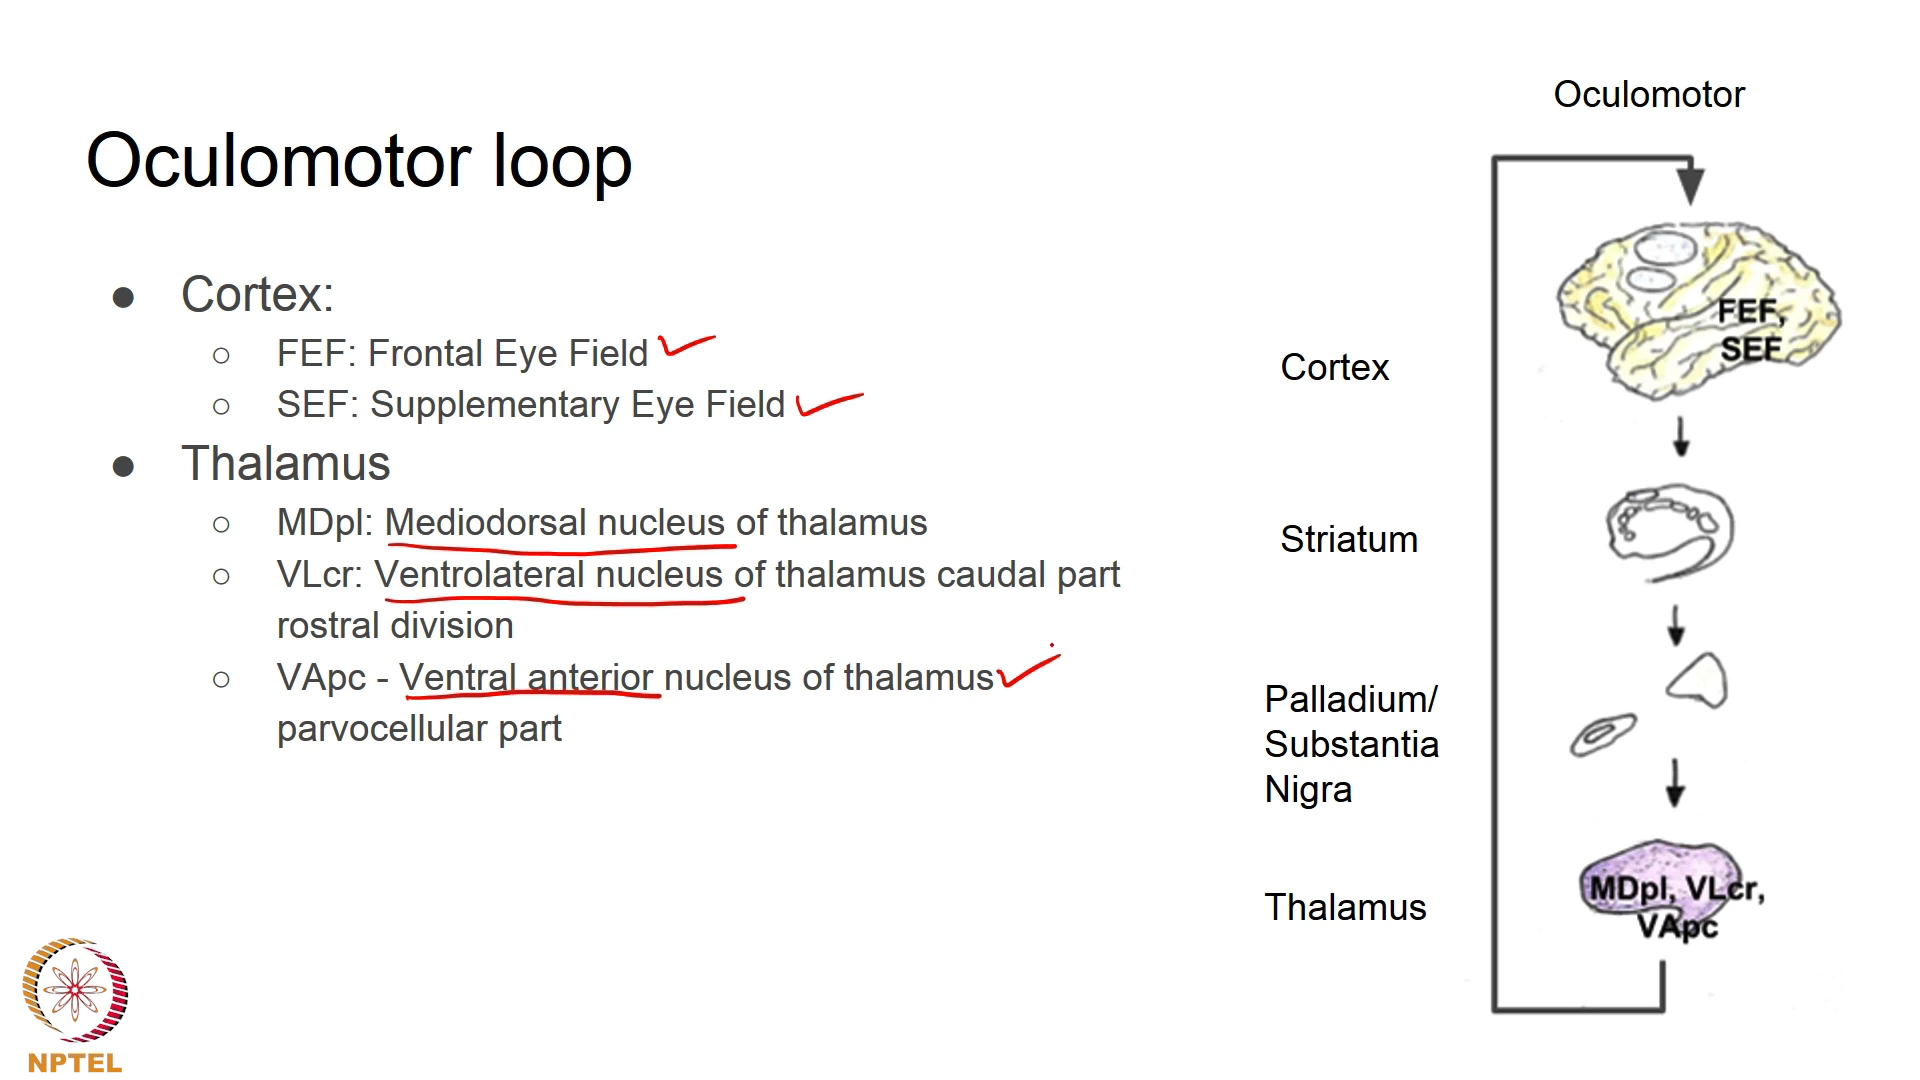 Oculomotor loop
● Cortex:
○ FEF: Frontal Eye Field
○ SEF: Supplementary Eye Field
● Thalamus
○ MDpl: Mediodorsal nucleus of thalamus
○ VLcr: Ventrolateral nucleus of thalamus caudal part
rostral division
○ VApc - Ventral anterior nucleus of thalamus
parvocellular part
Oculomotor
FEF,
SEF
Cortex
Striatum
Palladium/
Substantia
Nigra
Thalamus
MDpl, VLcr,
VApc
NPTEL